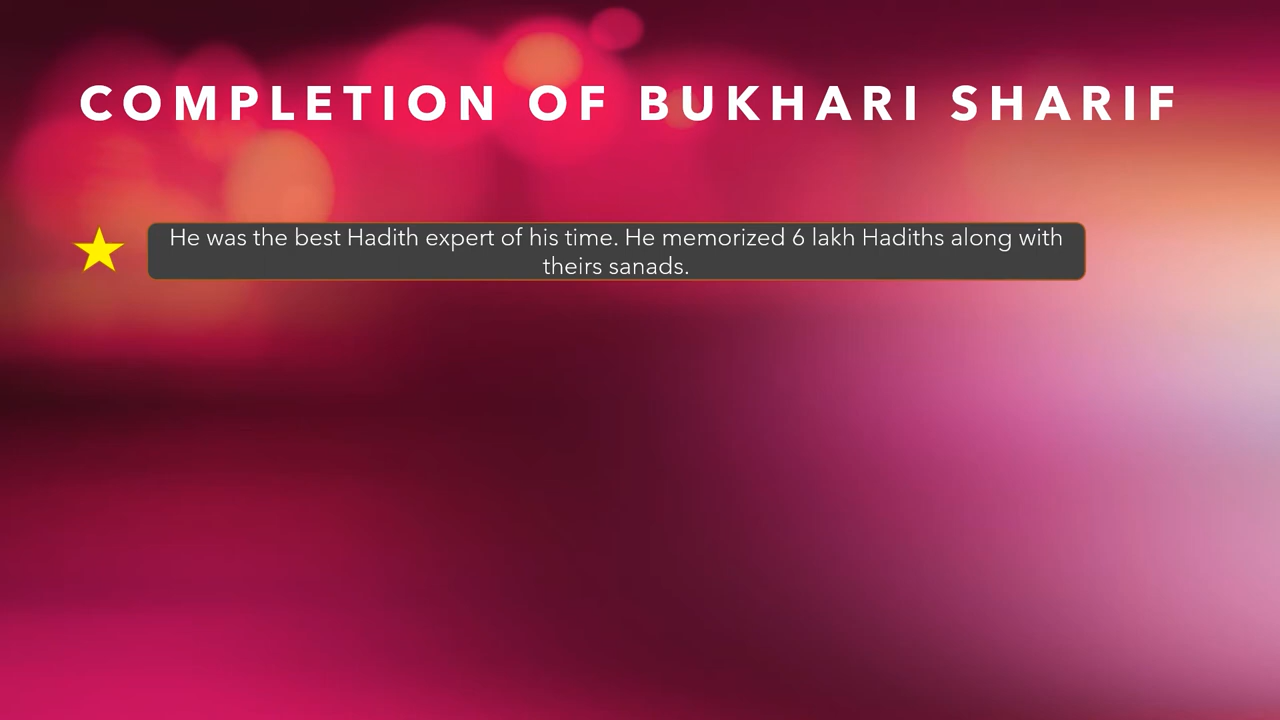 COMPLETION OF BUKHARI SHARIF
He was the best Hadith expert of his time. He memorized 6 lakh Hadiths along with
theirs sanads.